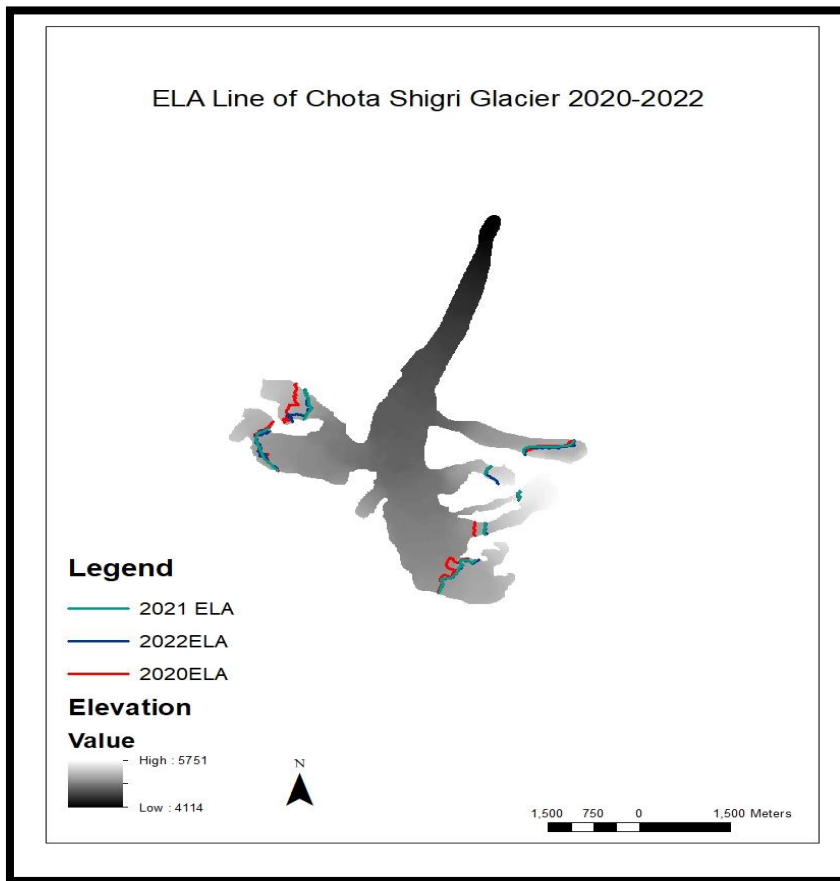 ELA Line of Chota Shigri Glacier 2020-2022
Legend
2021 ELA
2022ELA
2020ELA
Elevation
Value
High : 5751
Low : 4114
N
1,500 750 0 1,500 Meters